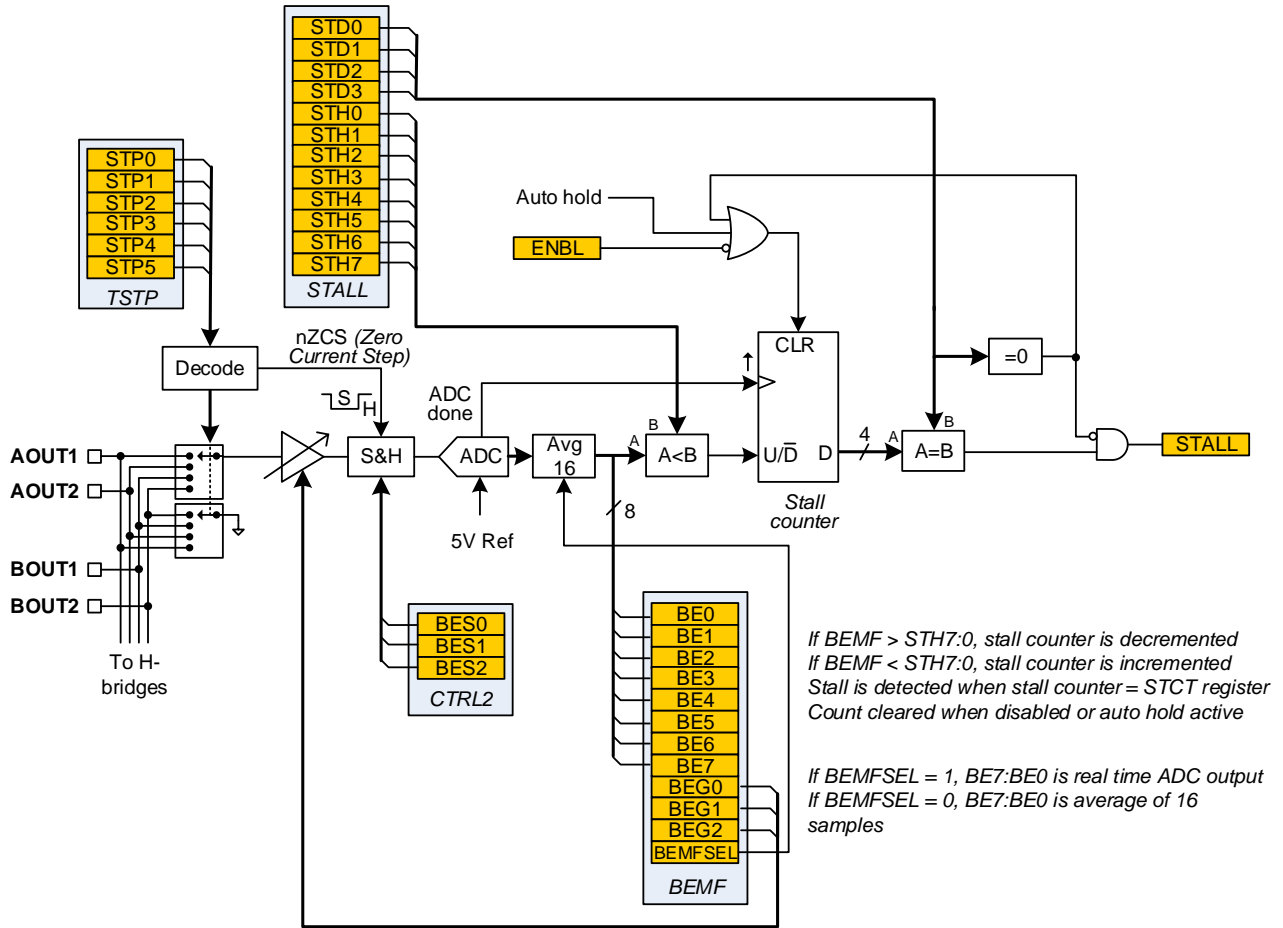 STD0
STD1
STD2
STD3
STH0
STH1
STH2
STH3
STH4
STH5
STH6
STH7
STALL
STP0
STP1
STP2
STP3
STP4
STP5
TSTP
Auto hold
ENBL
nZCS (Zero
Current Step)
Decode
S
H
ADC
done
CLR
=0
B
B
AOUT1
AOUT2
BOUT1
BOUT2
S&H
ADC
Avg
16
A
A<B
U/D
D
4
A
A=B
STALL
Stall
counter
8
5V Ref
To H-
bridges
BES0
BES1
BES2
CTRL2
BE0
BE1
BE2
BE3
BE4
BE5
BE6
BE7
BEG0
BEG1
BEG2
BEMFSEL
BEMF
If BEMF > STH7:0, stall counter is decremented
If BEMF < STH7:0, stall counter is incremented
Stall is detected when stall counter = STCT register
Count cleared when disabled or auto hold active
If BEMFSEL = 1, BE7:BE0 is real time ADC output
If BEMFSEL = 0, BE7:BE0 is average of 16
samples